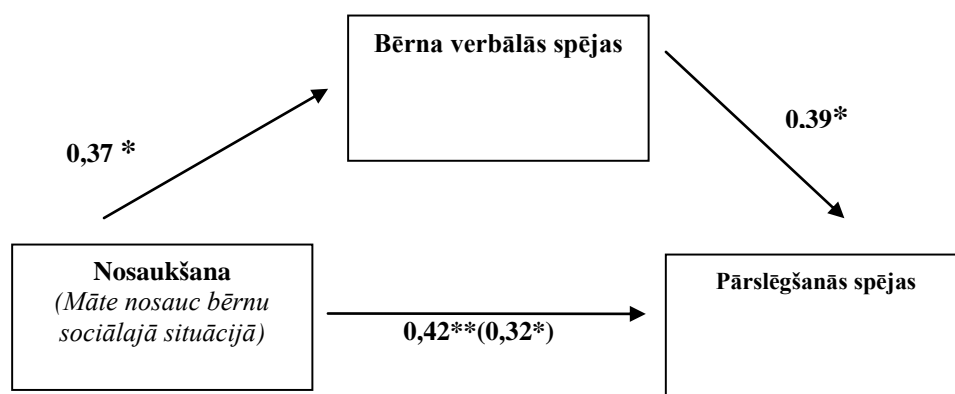 Bērna verbālās spējas
0,37 *
0.39*
Nosaukšana
(Māte nosauc bērnu
sociālajā situācijā)
0,42**(0,32*)
Pārslēgšanās spējas